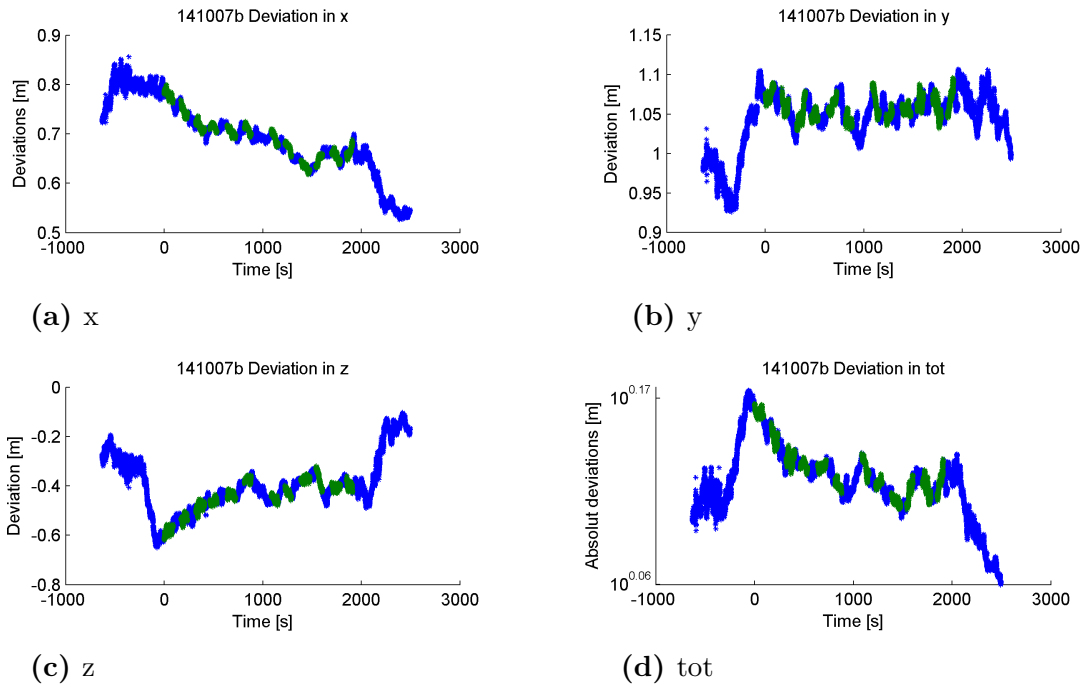 141007b Deviation in x
0.9
0.8
0.7
0.6
0.5
Deviations [m]
-1000 0 1000 2000 3000
Time [s]
(a) x
141007b Deviation in y
1.15
1.1
1.05
1
0.95
0.9
Deviation [m]
-1000 0 1000 2000 3000
Time [s]
(b) y
141007b Deviation in z
0
-0.2
-0.4
-0.6
-0.8
Deviation [m]
-1000 0 1000 2000 3000
Time [s]
(c) z
141007b Deviation in tot
10^0.17
10^0.06
Absolut deviations [m]
-1000 0 1000 2000 3000
Time [s]
(d) tot